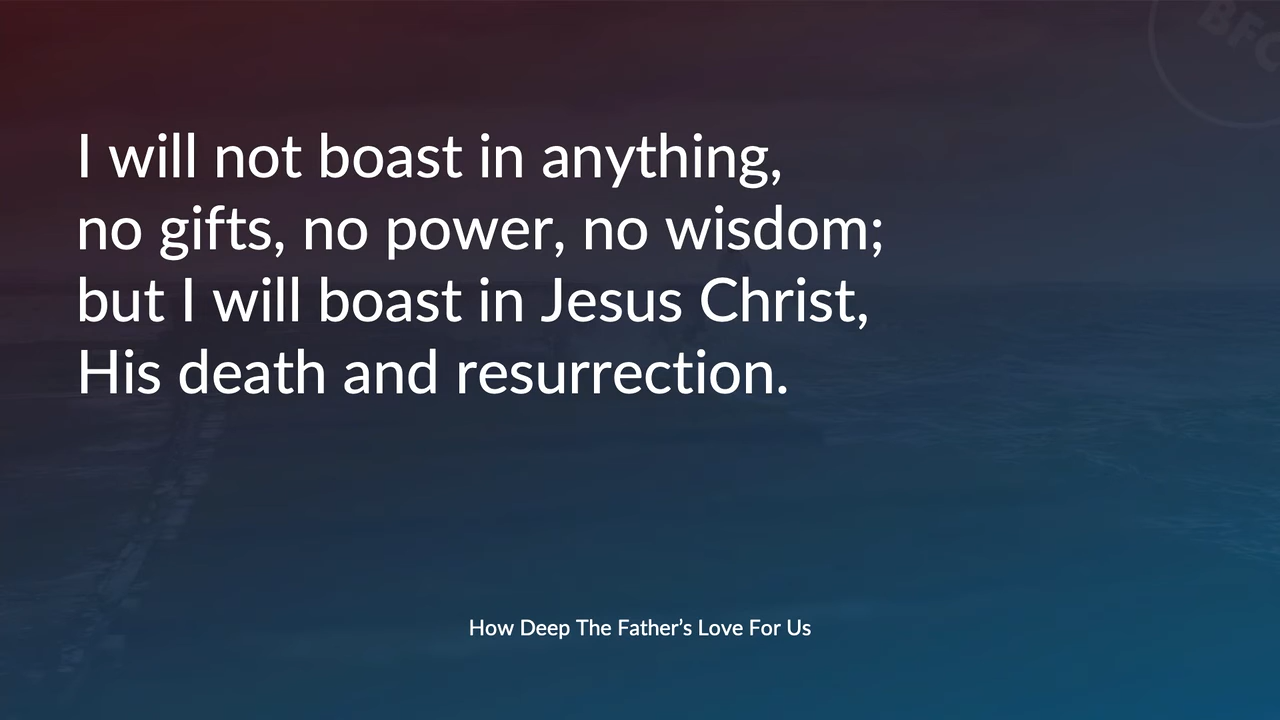 BFC
I will not boast in anything,
no gifts, no power, no wisdom;
but I will boast in Jesus Christ,
His death and resurrection.
How Deep The Father’s Love For Us